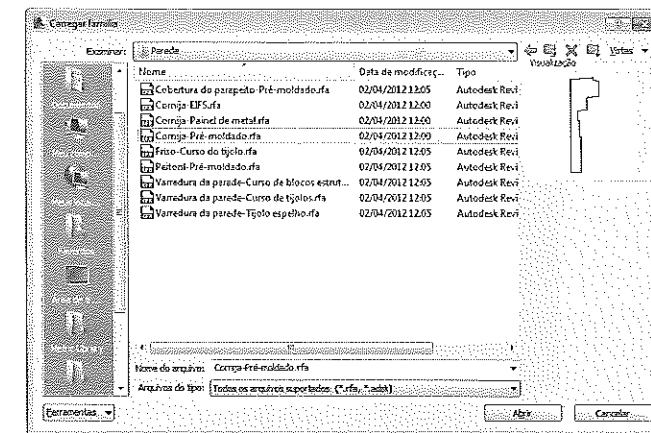 Carregar família
Examinar: Parede Vistas
Visualização
Nome Data de modificaç... Tipo
Cobertura do parapeito-Pré-moldado.rfa 02/04/2012 12:05 Autodesk Revi
Cornija-EIFS.rfa 02/04/2012 12:00 Autodesk Revi
Cornija-Painel de metal.rfa 02/04/2012 12:00 Autodesk Revi
Cornija-Pré-moldado.rfa 02/04/2012 12:00 Autodesk Revi
Friso-Curso do tijolo.rfa 02/04/2012 12:05 Autodesk Revi
Peitoril-Pré-moldado.rfa 02/04/2012 12:05 Autodesk Revi
Varredura da parede-Curso de blocos estrut... 02/04/2012 12:05 Autodesk Revi
Varredura da parede-Curso de tijolos.rfa 02/04/2012 12:05 Autodesk Revi
Varredura da parede-Tijolo espelho.rfa 02/04/2012 12:05 Autodesk Revi
Nome do arquivo: Cornija-Pré-moldado.rfa
Arquivos do tipo: Todos os arquivos suportados (*.rfa, *.adsk)
Ferramentas Abrir Cancelar